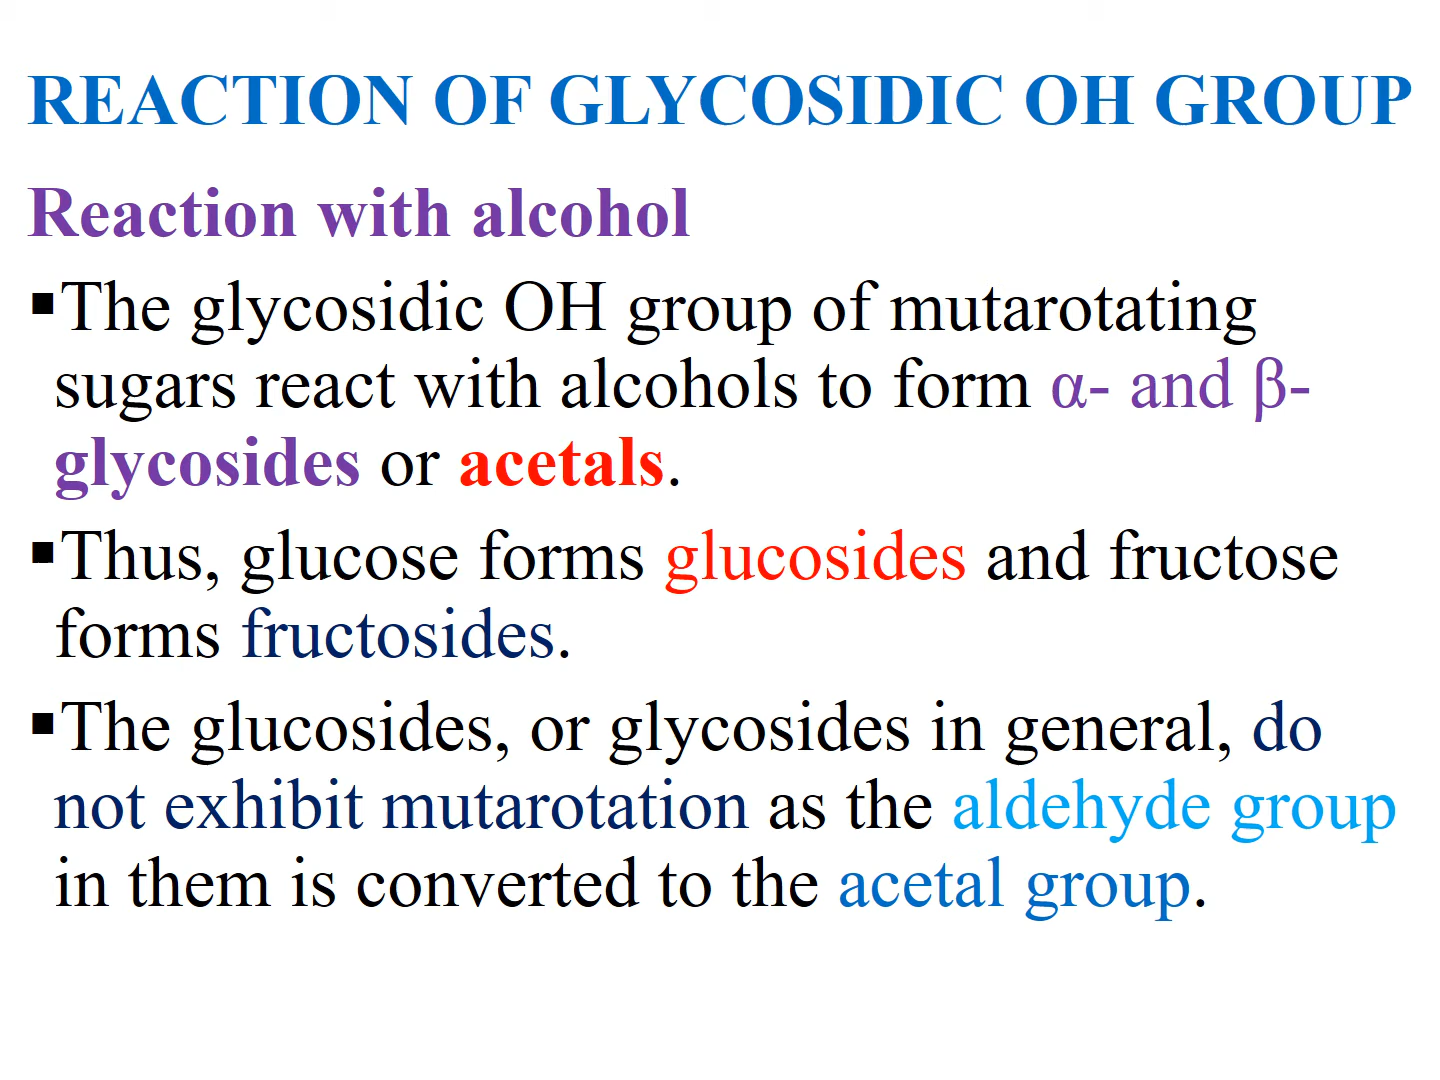 REACTION OF GLYCOSIDIC OH GROUP
Reaction with alcohol
▪The glycosidic OH group of mutarotating
sugars react with alcohols to form α- and β-
glycosides or acetals.
▪Thus, glucose forms glucosides and fructose
forms fructosides.
▪The glucosides, or glycosides in general, do
not exhibit mutarotation as the aldehyde group
in them is converted to the acetal group.